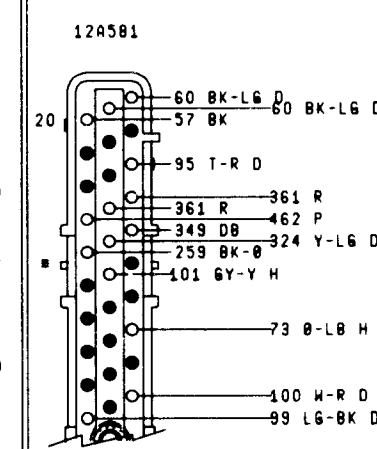 12A581
60 BK-LG D
60 BK-LG D
20
57 BK
95 T-R D
361 R
361 R
462 P
349 DB
324 Y-LG D
259 BK-O
101 GY-Y H
73 O-LB H
100 W-R D
99 LG-BK D